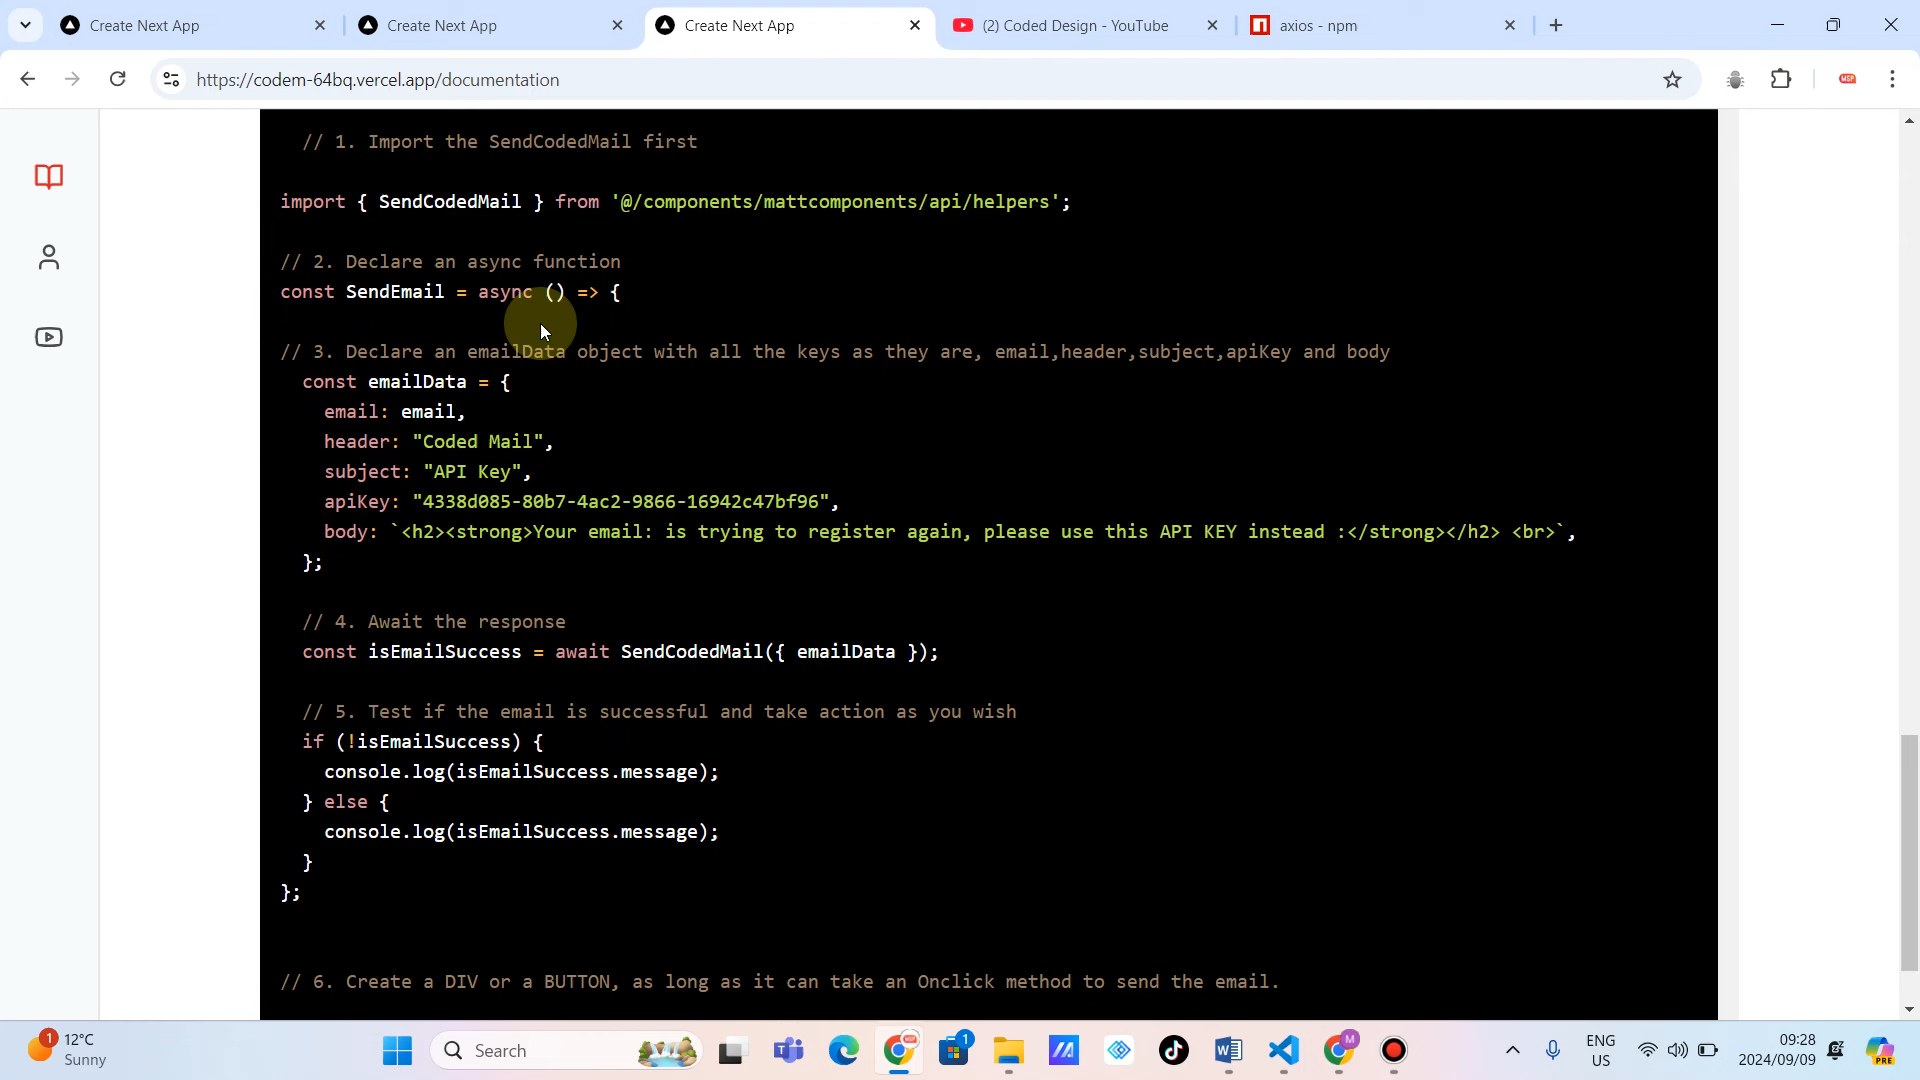 Create Next App
Create Next App
Create Next App
(2) Coded Design - YouTube
axios - npm
https://codem-64bq.vercel.app/documentation
MSP
// 1. Import the SendCodedMail first
import { SendCodedMail } from '@/components/mattcomponents/api/helpers';
// 2. Declare an async function
const SendEmail = async () => {
// 3. Declare an emailData object with all the keys as they are, email,header,subject,apiKey and body
const emailData = {
email: email,
header: "Coded Mail",
subject: "API Key",
apiKey: "4338d085-80b7-4ac2-9866-16942c47bf96",
body: `<h2><strong>Your email: is trying to register again, please use this API KEY instead :</strong></h2> <br>`,
};
// 4. Await the response
const isEmailSuccess = await SendCodedMail({ emailData });
// 5. Test if the email is successful and take action as you wish
if (!isEmailSuccess) {
console.log(isEmailSuccess.message);
} else {
console.log(isEmailSuccess.message);
}
};
// 6. Create a DIV or a BUTTON, as long as it can take an Onclick method to send the email.
1
12°C
Sunny
Search
1
M
ENG
US
09:28
2024/09/09
PRE